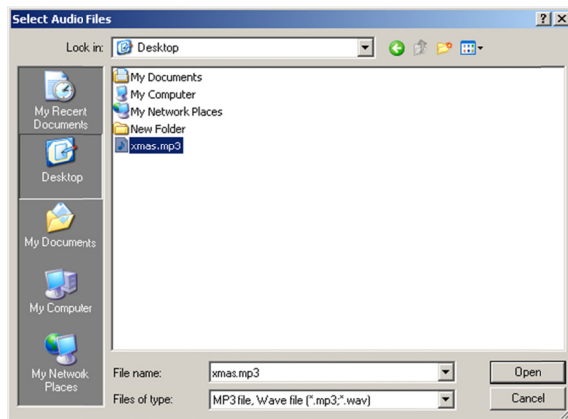 Select Audio Files
Look in: Desktop
My Documents
My Computer
My Network Places
New Folder
xmas.mp3
My Recent
Documents
Desktop
My Documents
My Computer
My Network
Places
File name: xmas.mp3 Open
Files of type: MP3 file, Wave file (*.mp3;*.wav) Cancel